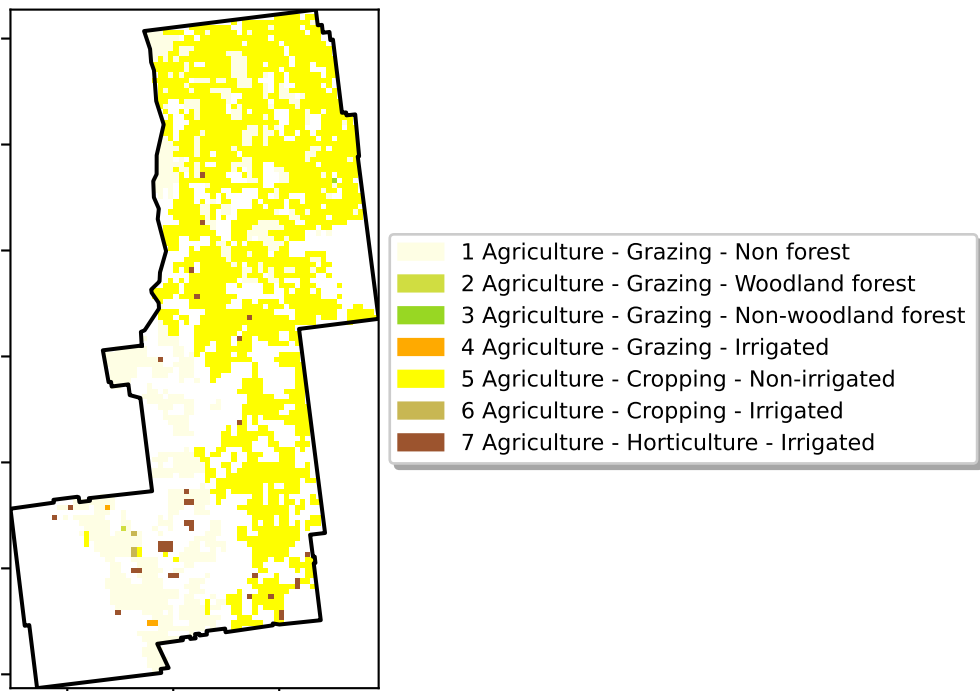 1 Agriculture - Grazing - Non forest
2 Agriculture - Grazing - Woodland forest
3 Agriculture - Grazing - Non-woodland forest
4 Agriculture - Grazing - Irrigated
5 Agriculture - Cropping - Non-irrigated
6 Agriculture - Cropping - Irrigated
7 Agriculture - Horticulture - Irrigated